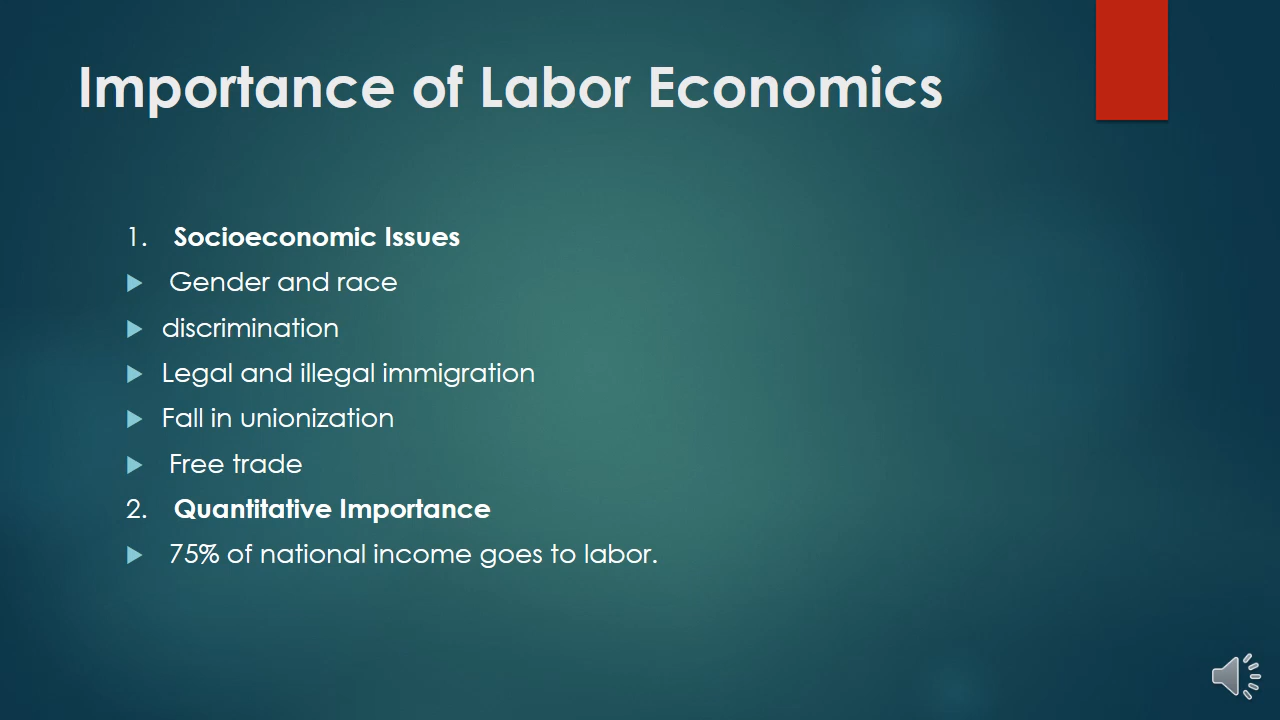 Importance of Labor Economics
1. Socioeconomic Issues
Gender and race
discrimination
Legal and illegal immigration
Fall in unionization
Free trade
2. Quantitative Importance
75% of national income goes to labor.